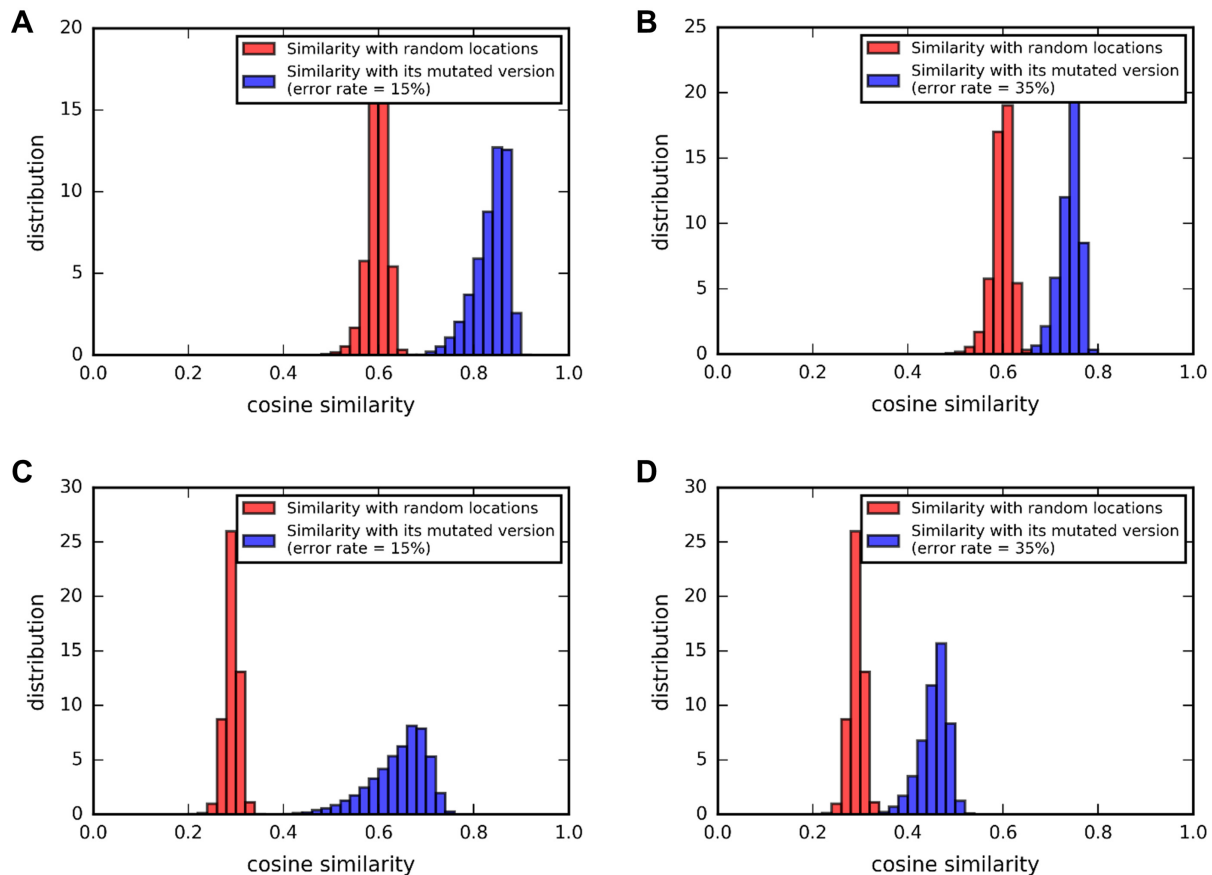 A
20
15
10
5
0
distribution
Similarity with random locations
Similarity with its mutated version
(error rate = 15%)
0.0 0.2 0.4 0.6 0.8 1.0
cosine similarity
B
25
20
15
10
5
0
distribution
Similarity with random locations
Similarity with its mutated version
(error rate = 35%)
0.0 0.2 0.4 0.6 0.8 1.0
cosine similarity
C
30
25
20
15
10
5
0
distribution
Similarity with random locations
Similarity with its mutated version
(error rate = 15%)
0.0 0.2 0.4 0.6 0.8 1.0
cosine similarity
D
30
25
20
15
10
5
0
distribution
Similarity with random locations
Similarity with its mutated version
(error rate = 35%)
0.0 0.2 0.4 0.6 0.8 1.0
cosine similarity